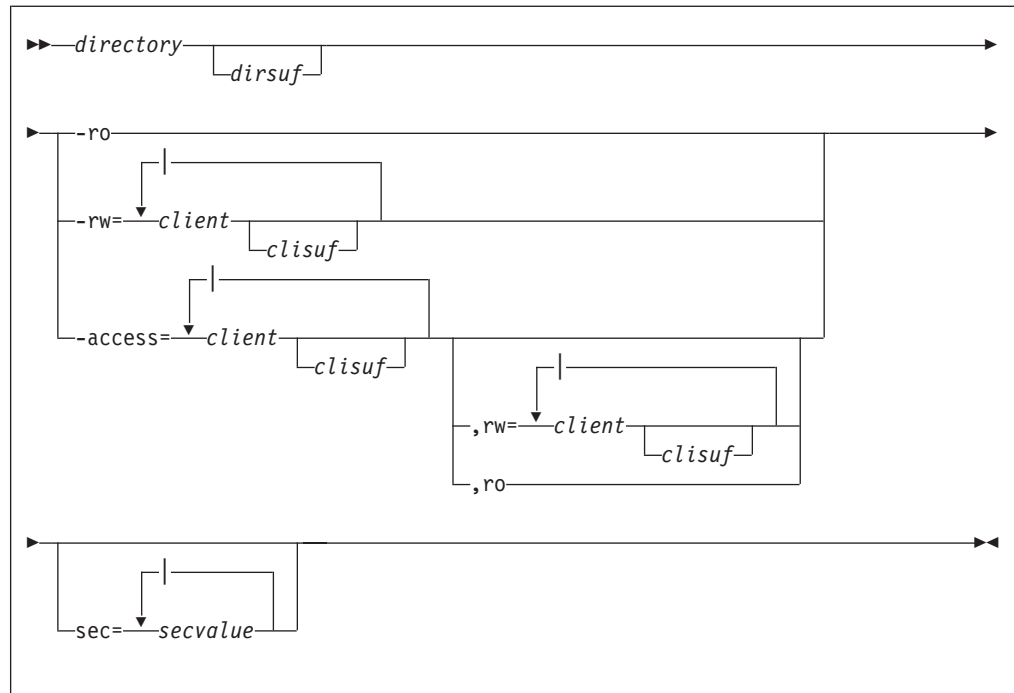 directory
dirsuf
-ro
|
-rw= client
clisuf
|
-access= client
clisuf
|
,rw= client
clisuf
,ro
|
sec= secvalue